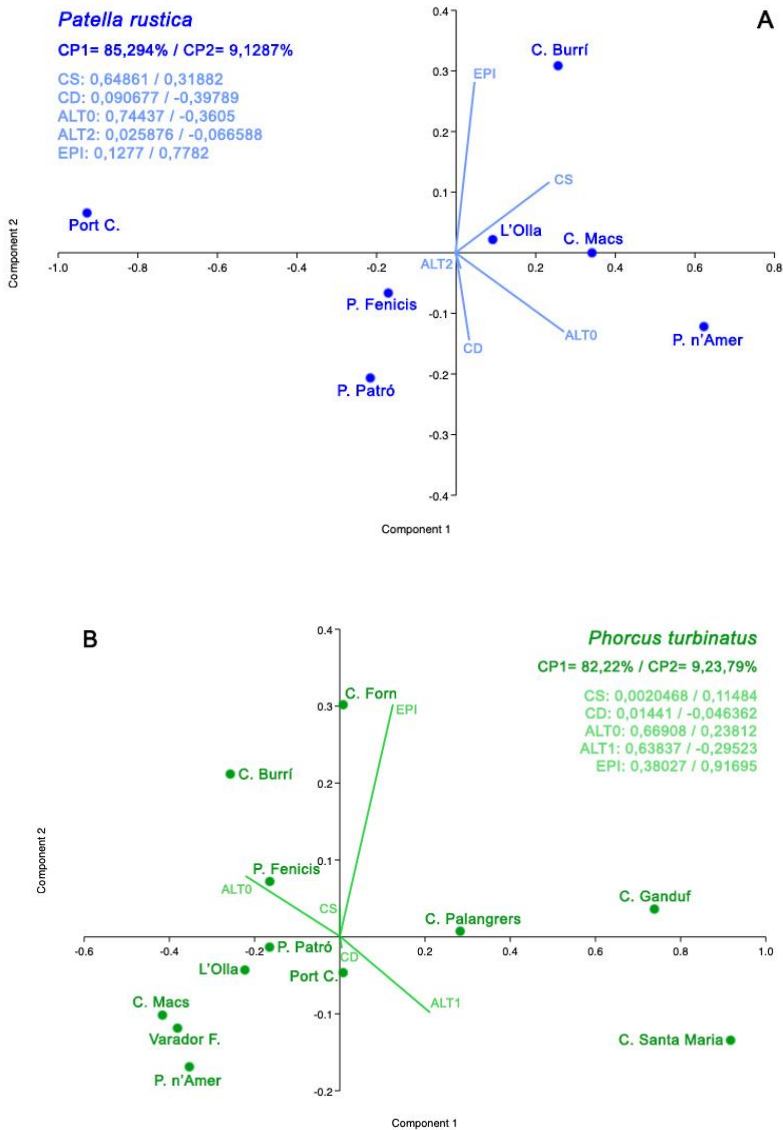 Patella rustica
A
CP1= 85,294% / CP2= 9,1287%
CS: 0,64861 / 0,31882
CD: 0,090677 / -0,39789
ALT0: 0,74437 / -0,3605
ALT2: 0,025876 / -0,066588
EPI: 0,1277 / 0,7782
0.4
C. Burrí
0.3
EPI
0.2
CS
0.1
Port C.
L'Olla
C. Macs
Component 2
-1.0
-0.8
-0.6
-0.4
-0.2
ALT2
0.2
0.4
0.6
0.8
P. Fenicis
-0.1
ALT0
P. n'Amer
CD
-0.2
P. Patró
-0.3
-0.4
Component 1
B
0.4
Phorcus turbinatus
CP1= 82,22% / CP2= 9,23,79%
C. Forn
CS: 0,0020468 / 0,11484
0.3
EPI
CD: 0,01441 / -0,046362
ALT0: 0,66908 / 0,23812
ALT1: 0,63837 / -0,29523
EPI: 0,38027 / 0,91695
C. Burrí
0.2
Component 2
P. Fenicis
0.1
ALT0
C. Ganduf
CS
C. Palangrers
P. Patró
-0.6
-0.4
-0.2
CD
0.2
0.4
0.6
0.8
1.0
L'Olla
Port C.
C. Macs
ALT1
-0.1
Varador F.
C. Santa Maria
P. n'Amer
-0.2
Component 1